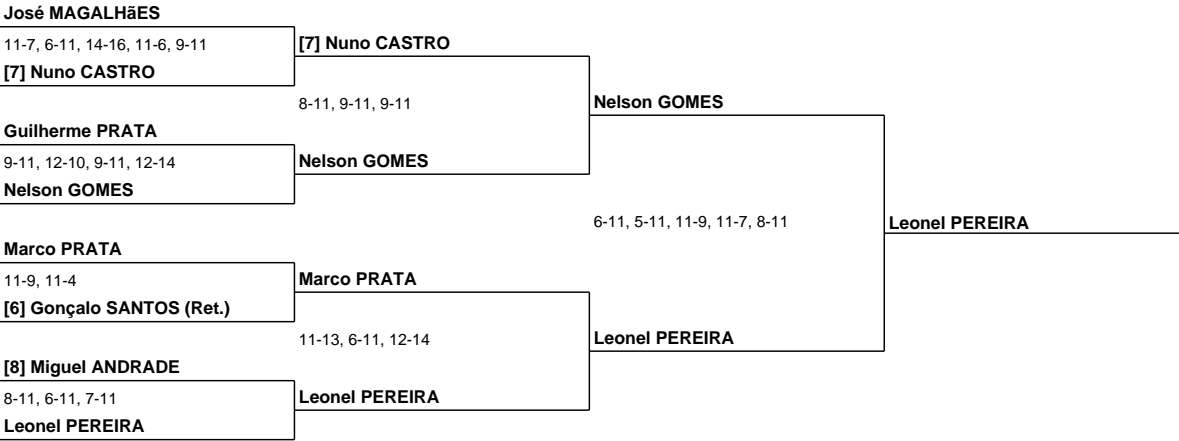 José MAGALHãES
11-7, 6-11, 14-16, 11-6, 9-11
[7] Nuno CASTRO
[7] Nuno CASTRO
8-11, 9-11, 9-11
Nelson GOMES
Guilherme PRATA
9-11, 12-10, 9-11, 12-14
Nelson GOMES
Nelson GOMES
6-11, 5-11, 11-9, 11-7, 8-11
Leonel PEREIRA
Marco PRATA
11-9, 11-4
Marco PRATA
[6] Gonçalo SANTOS (Ret.)
11-13, 6-11, 12-14
Leonel PEREIRA
[8] Miguel ANDRADE
8-11, 6-11, 7-11
Leonel PEREIRA
Leonel PEREIRA